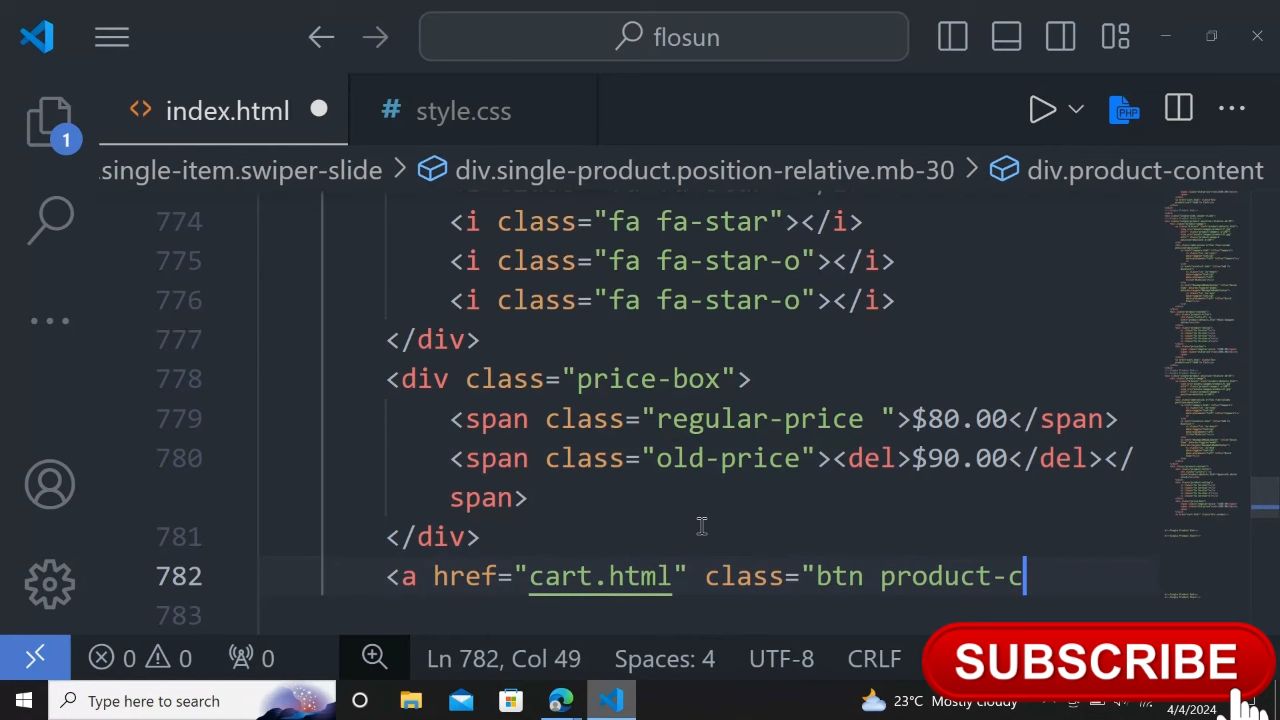 flosun
index.html
# style.css
PHP
1
.single-item.swiper-slide > div.single-product.position-relative.mb-30 > div.product-content
774 <i class="fa fa-star"></i>
775 <i class="fa fa-star-o"></i>
776 <i class="fa fa-star-o"></i>
777 </div>
778 <div class="price-box">
779 <span class="regular-price ">$80.00</span>
780 <span class="old-price"><del>$90.00</del></
span>
781 </div>
782 <a href="cart.html" class="btn product-c
783
0 0 0 Ln 782, Col 49 Spaces: 4 UTF-8 CRLF
SUBSCRIBE
Type here to search
23°C Mostly cloudy
4/4/2024